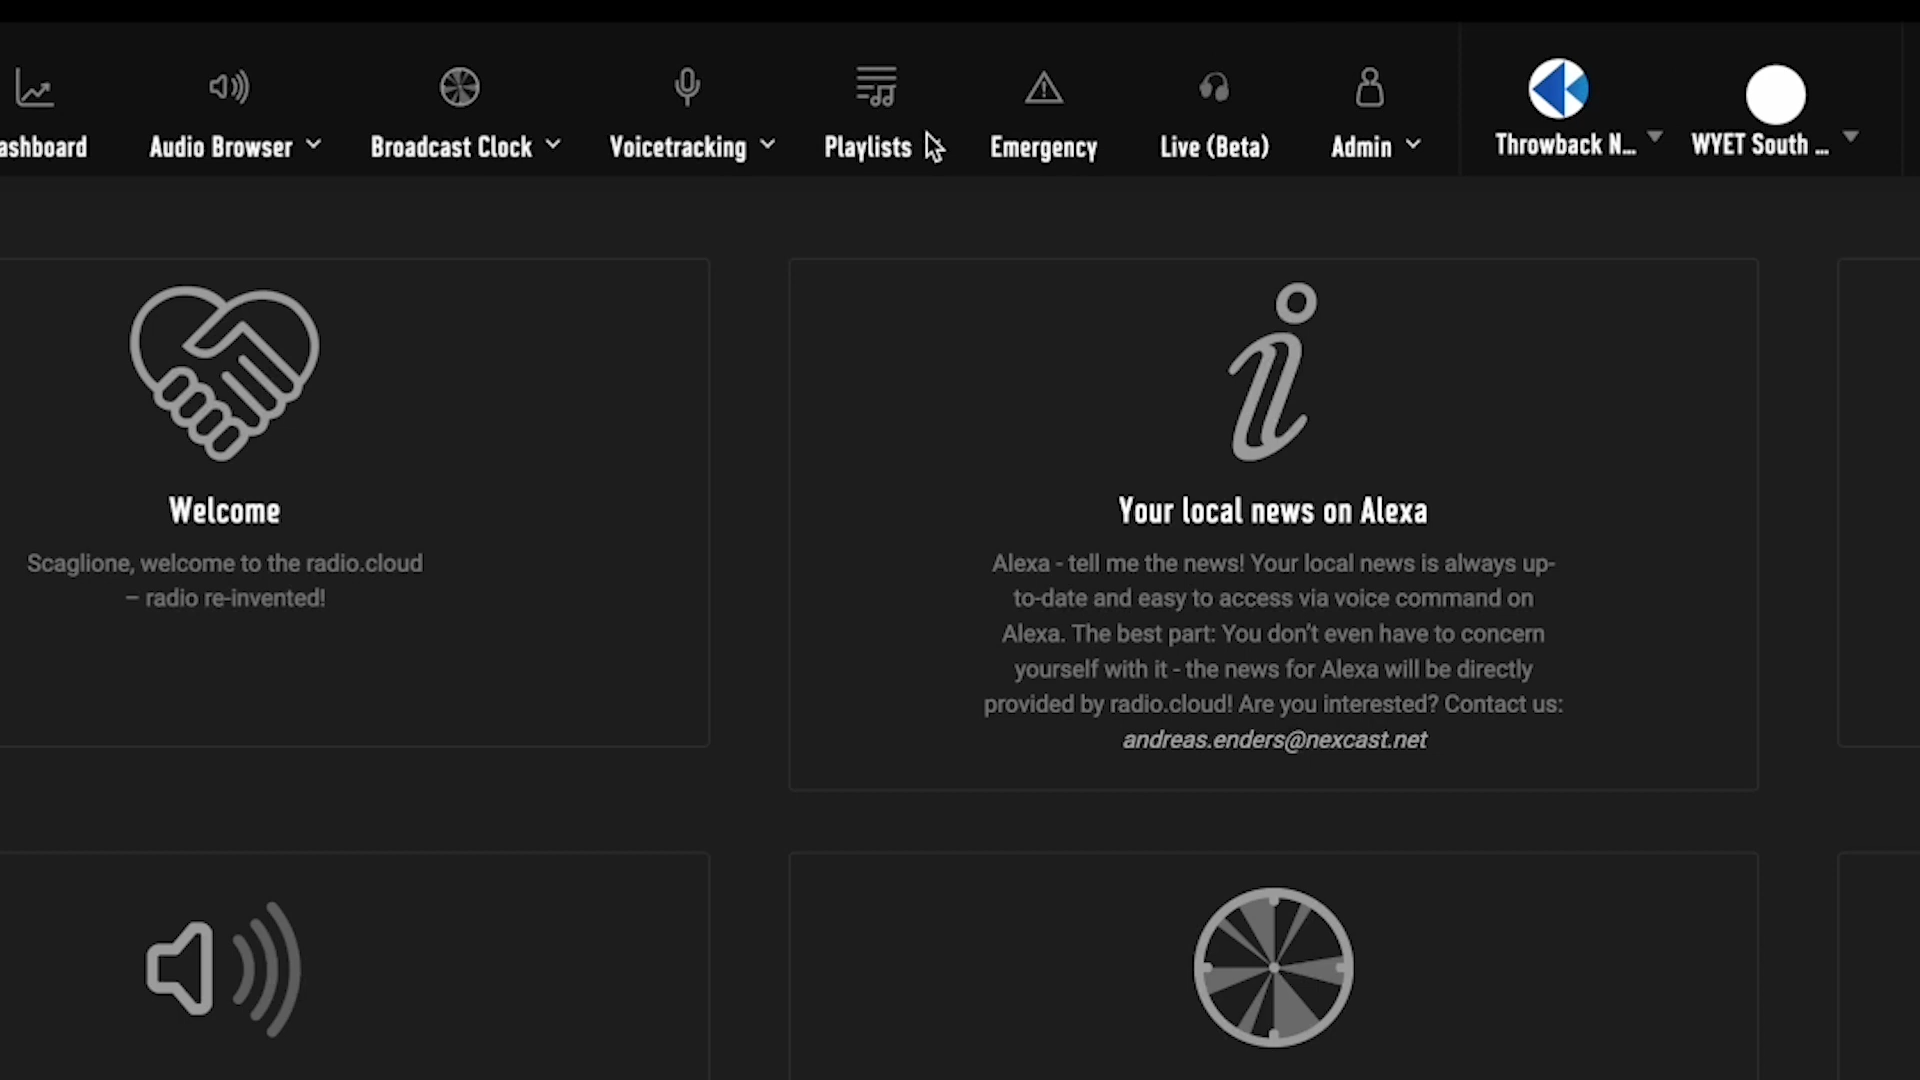 ashboard
Audio Browser
Broadcast Clock
Voicetracking
Playlists
Emergency
Live (Beta)
Admin
Throwback N...
WYET South ...
Welcome
Scaglione, welcome to the radio.cloud
– radio re-invented!
Your local news on Alexa
Alexa - tell me the news! Your local news is always up-
to-date and easy to access via voice command on
Alexa. The best part: You don't even have to concern
yourself with it - the news for Alexa will be directly
provided by radio.cloud! Are you interested? Contact us:
andreas.enders@nexcast.net